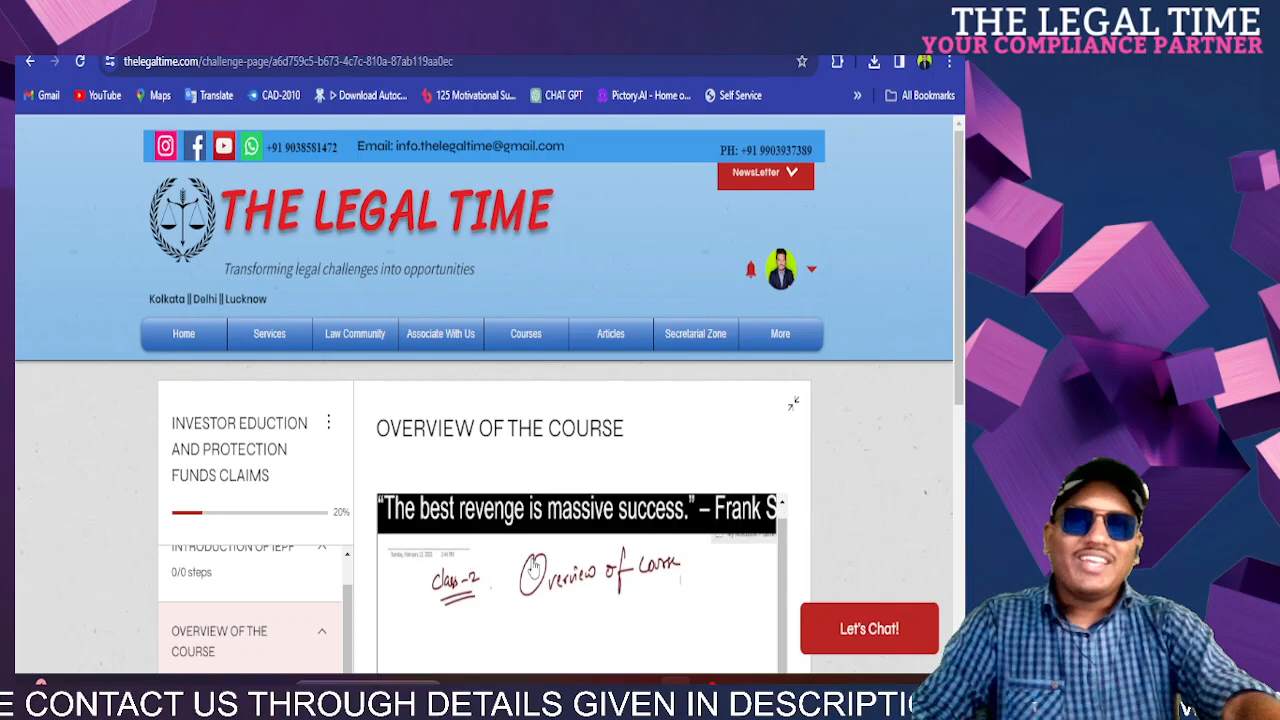 THE LEGAL TIME
YOUR COMPLIANCE PARTNER
thelegaltime.com/challenge-page/a6d759c5-b673-4c7c-810a-87ab119aa0ec
Gmail YouTube Maps Translate CAD-2010 Download Autoc... 125 Motivational Su... CHAT GPT Pictory.AI - Home o... Self Service » All Bookmarks
+91 9038581472 Email: info.thelegaltime@gmail.com PH: +91 9903937389
NewsLetter
THE LEGAL TIME
Transforming legal challenges into opportunities
Kolkata || Delhi || Lucknow
Home Services Law Community Associate With Us Courses Articles Secretarial Zone More
INVESTOR EDUCTION
AND PROTECTION
FUNDS CLAIMS
20%
INTRODUCTION OF IEPF
0/0 steps
OVERVIEW OF THE
COURSE
OVERVIEW OF THE COURSE
“The best revenge is massive success.” – Frank S
Class-2 Overview of course
Let's Chat!
E CONTACT US THROUGH DETAILS GIVEN IN DESCRIPTIO